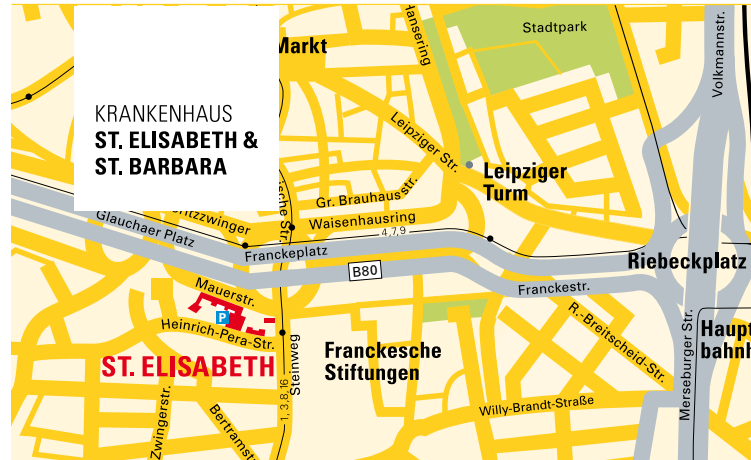 KRANKENHAUS
ST. ELISABETH &
ST. BARBARA
Markt
Hansering
Stadtpark
Volkmannstr.
Leipziger Str.
Leipziger
Turm
Gr. Brauhausstr.
Waisenhausring
4,7,9
Glauchaer Platz
Franckeplatz
B80
Riebeckplatz
Franckestr.
Mauerstr.
P
Heinrich-Pera-Str.
ST. ELISABETH
Steinweg
1, 3, 8, 16
Franckesche
Stiftungen
R.-Breitscheid-Str.
Merseburger Str.
Willy-Brandt-Straße
Zwingerstr.